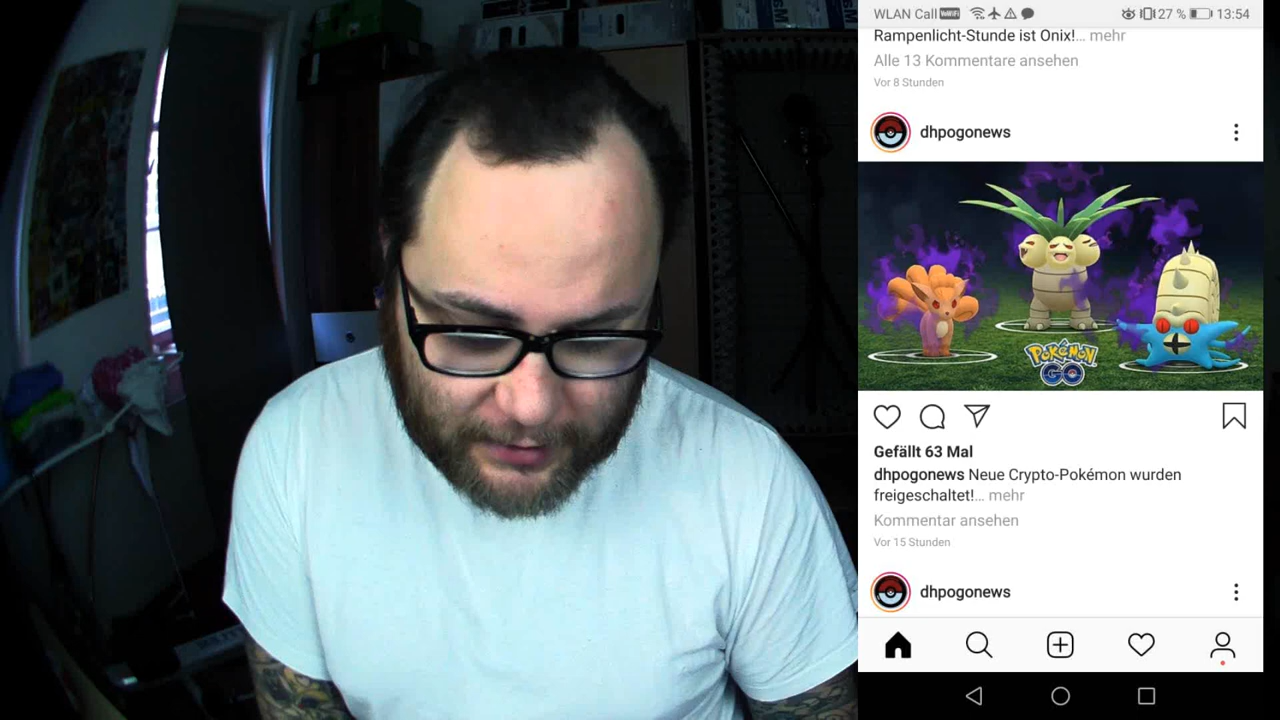 WLAN Call VoWiFi 27 % 13:54
Rampenlicht-Stunde ist Onix!... mehr
Alle 13 Kommentare ansehen
Vor 8 Stunden
dhpogonews
POKÉMON
GO
Gefällt 63 Mal
dhpogonews Neue Crypto-Pokémon wurden
freigeschaltet!... mehr
Kommentar ansehen
Vor 15 Stunden
dhpogonews